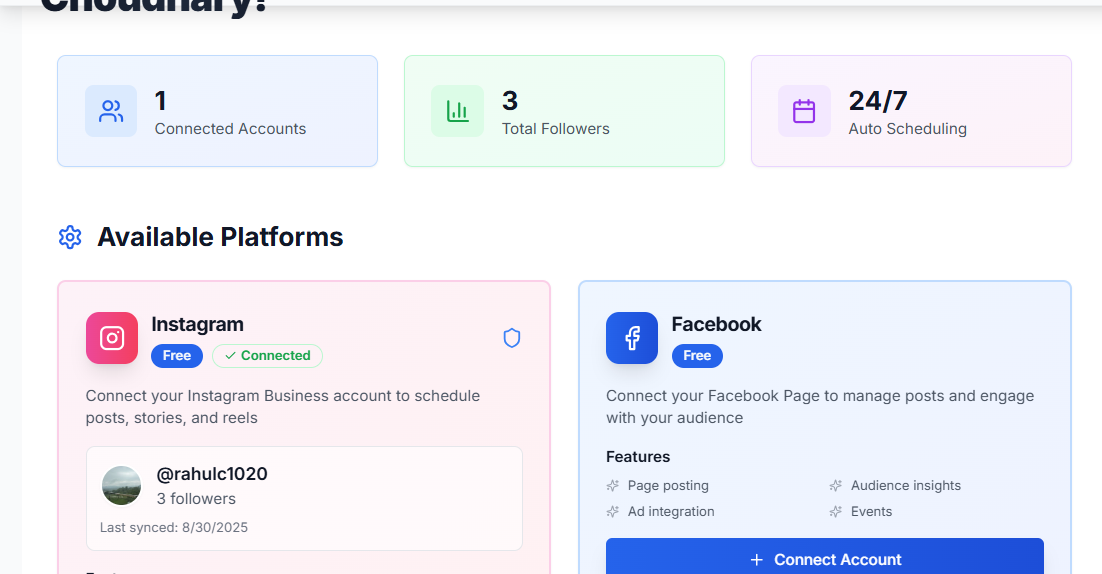 Choudhary!
1
Connected Accounts
3
Total Followers
24/7
Auto Scheduling
Available Platforms
Instagram
Free
Connected
Connect your Instagram Business account to schedule
posts, stories, and reels
@rahulc1020
3 followers
Last synced: 8/30/2025
Facebook
Free
Connect your Facebook Page to manage posts and engage
with your audience
Features
Page posting
Audience insights
Ad integration
Events
Connect Account